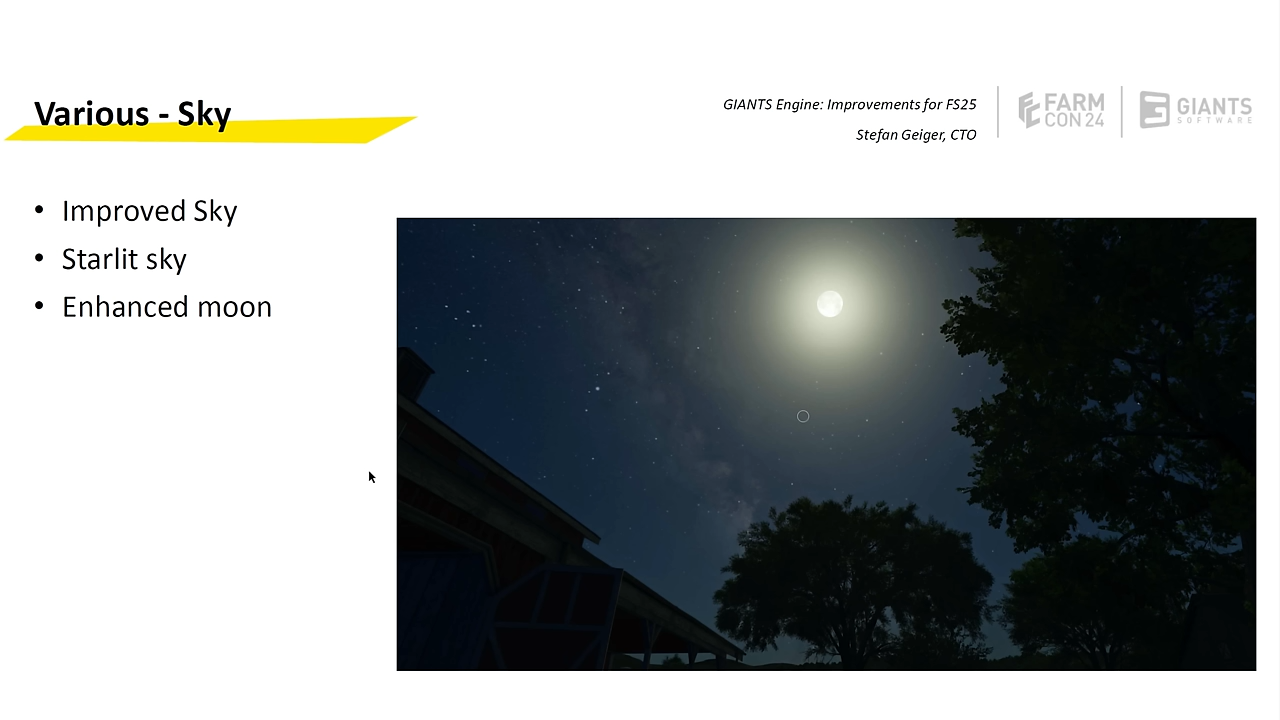 Various - Sky
GIANTS Engine: Improvements for FS25
Stefan Geiger, CTO
FARM
CON 24
GIANTS
SOFTWARE
• Improved Sky
• Starlit sky
• Enhanced moon